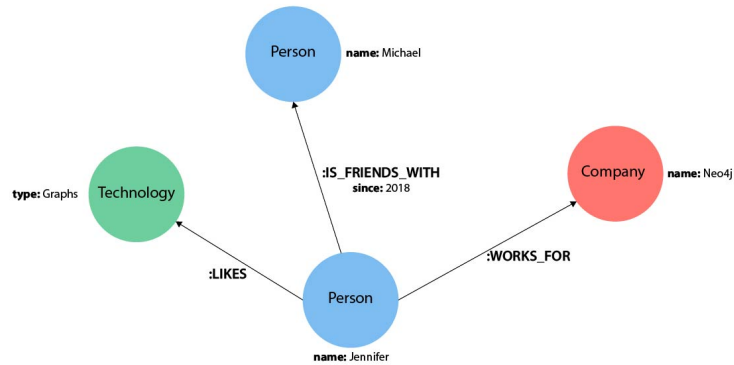 Person
name: Michael
:IS_FRIENDS_WITH
since: 2018
Company
name: Neo4j
type: Graphs
Technology
:WORKS_FOR
:LIKES
Person
name: Jennifer